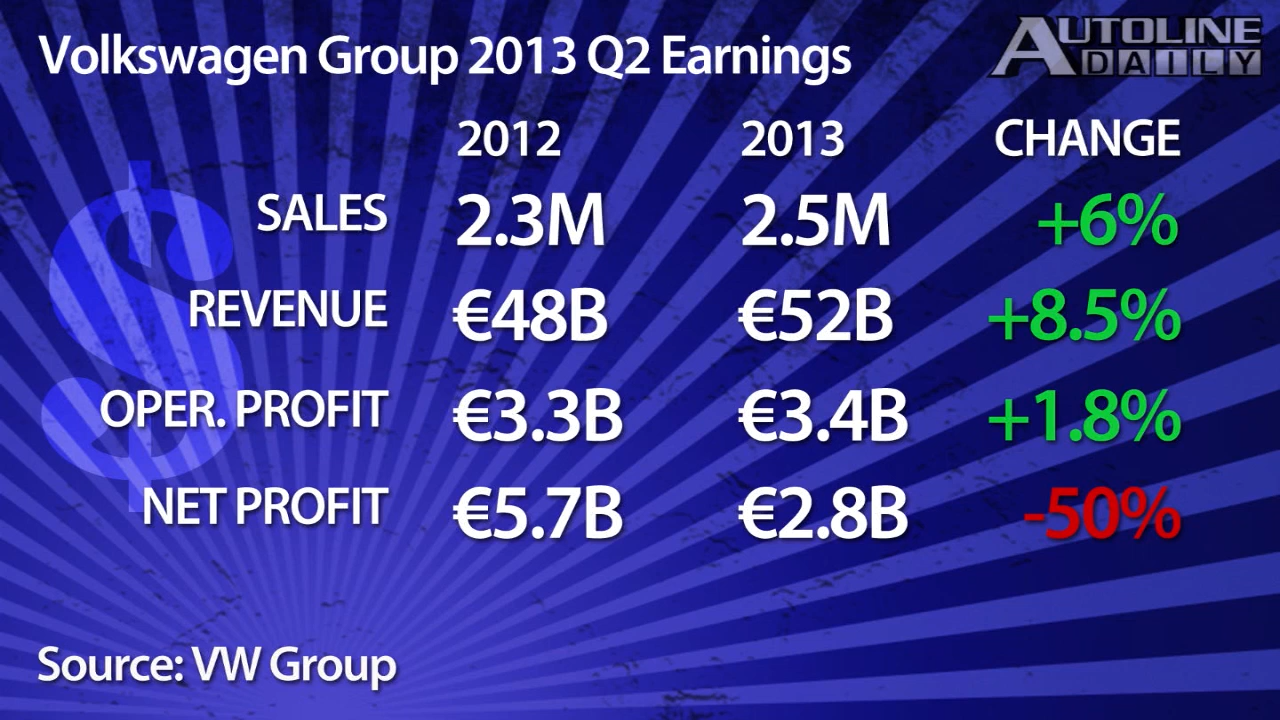 Volkswagen Group 2013 Q2 Earnings
AUTOLINE
DAILY
2012 2013 CHANGE
SALES 2.3M 2.5M +6%
REVENUE €48B €52B +8.5%
OPER. PROFIT €3.3B €3.4B +1.8%
NET PROFIT €5.7B €2.8B -50%
Source: VW Group